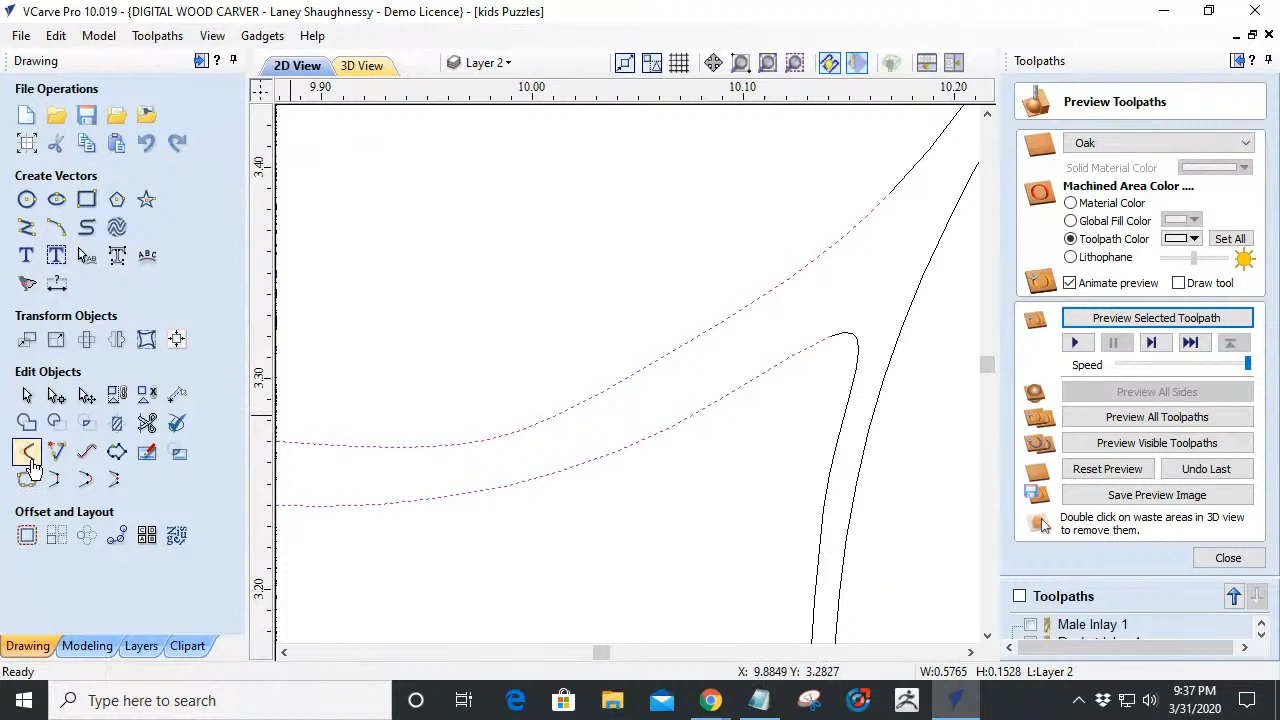 VCarve Pro 10.019 - {DIGITAL WOOD CARVER - Laney Shaughnessy - Demo Licence} - [kids Puzzles]
File Edit Model Toolpaths View Gadgets Help
Drawing
2D View 3D View
Layer 2
Toolpaths
File Operations
Create Vectors
Transform Objects
Edit Objects
Offset and Layout
Drawing Modeling Layers Clipart
9.90 10.00 10.10 10.20
3.40
3.30
3.20
Preview Toolpaths
Oak
Solid Material Color
Machined Area Color ....
Material Color
Global Fill Color
Toolpath Color Set All
Lithophane
Animate preview Draw tool
Preview Selected Toolpath
Speed
Preview All Sides
Preview All Toolpaths
Preview Visible Toolpaths
Reset Preview Undo Last
Save Preview Image
Double click on waste areas in 3D view
to remove them.
Close
Toolpaths
Male Inlay 1
Ready
X: 9.8849 Y: 3.2827
W:0.5765 H:0.1528 L:Layer 2
Type here to search
9:37 PM
3/31/2020